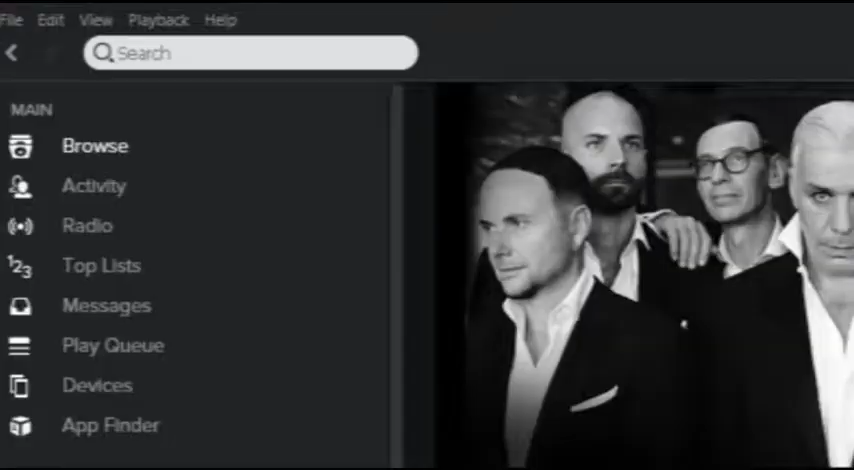 File Edit View Playback Help
Search
MAIN
Browse
Activity
Radio
Top Lists
Messages
Play Queue
Devices
App Finder